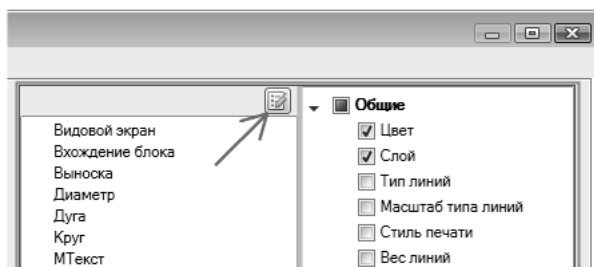 Видовой экран
Вхождение блока
Выноска
Диаметр
Дуга
Круг
МТекст
Общие
Цвет
Слой
Тип линий
Масштаб типа линий
Стиль печати
Вес линий